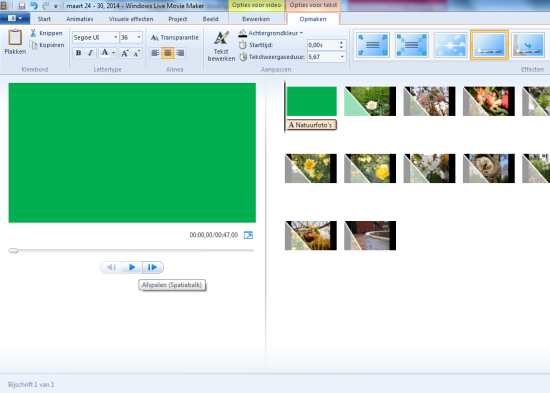 maart 24 - 30, 2014 – Windows Live Movie Maker
Opties voor video
Opties voor tekst
Start
Animaties
Visuele effecten
Project
Beeld
Bewerken
Opmaken
Plakken
Knippen
Kopiëren
Klembord
Segoe UI
36
B I A A A
Lettertype
Transparantie
Alinea
Tekst
bewerken
Achtergrondkleur
Starttijd:
0,00s
Tekstweergaveduur:
5,67
Aanpassen
Effecten
A Natuurfoto's
00:00,00/00:47,00
Afspelen (Spatiebalk)
Bijschrift 1 van 1